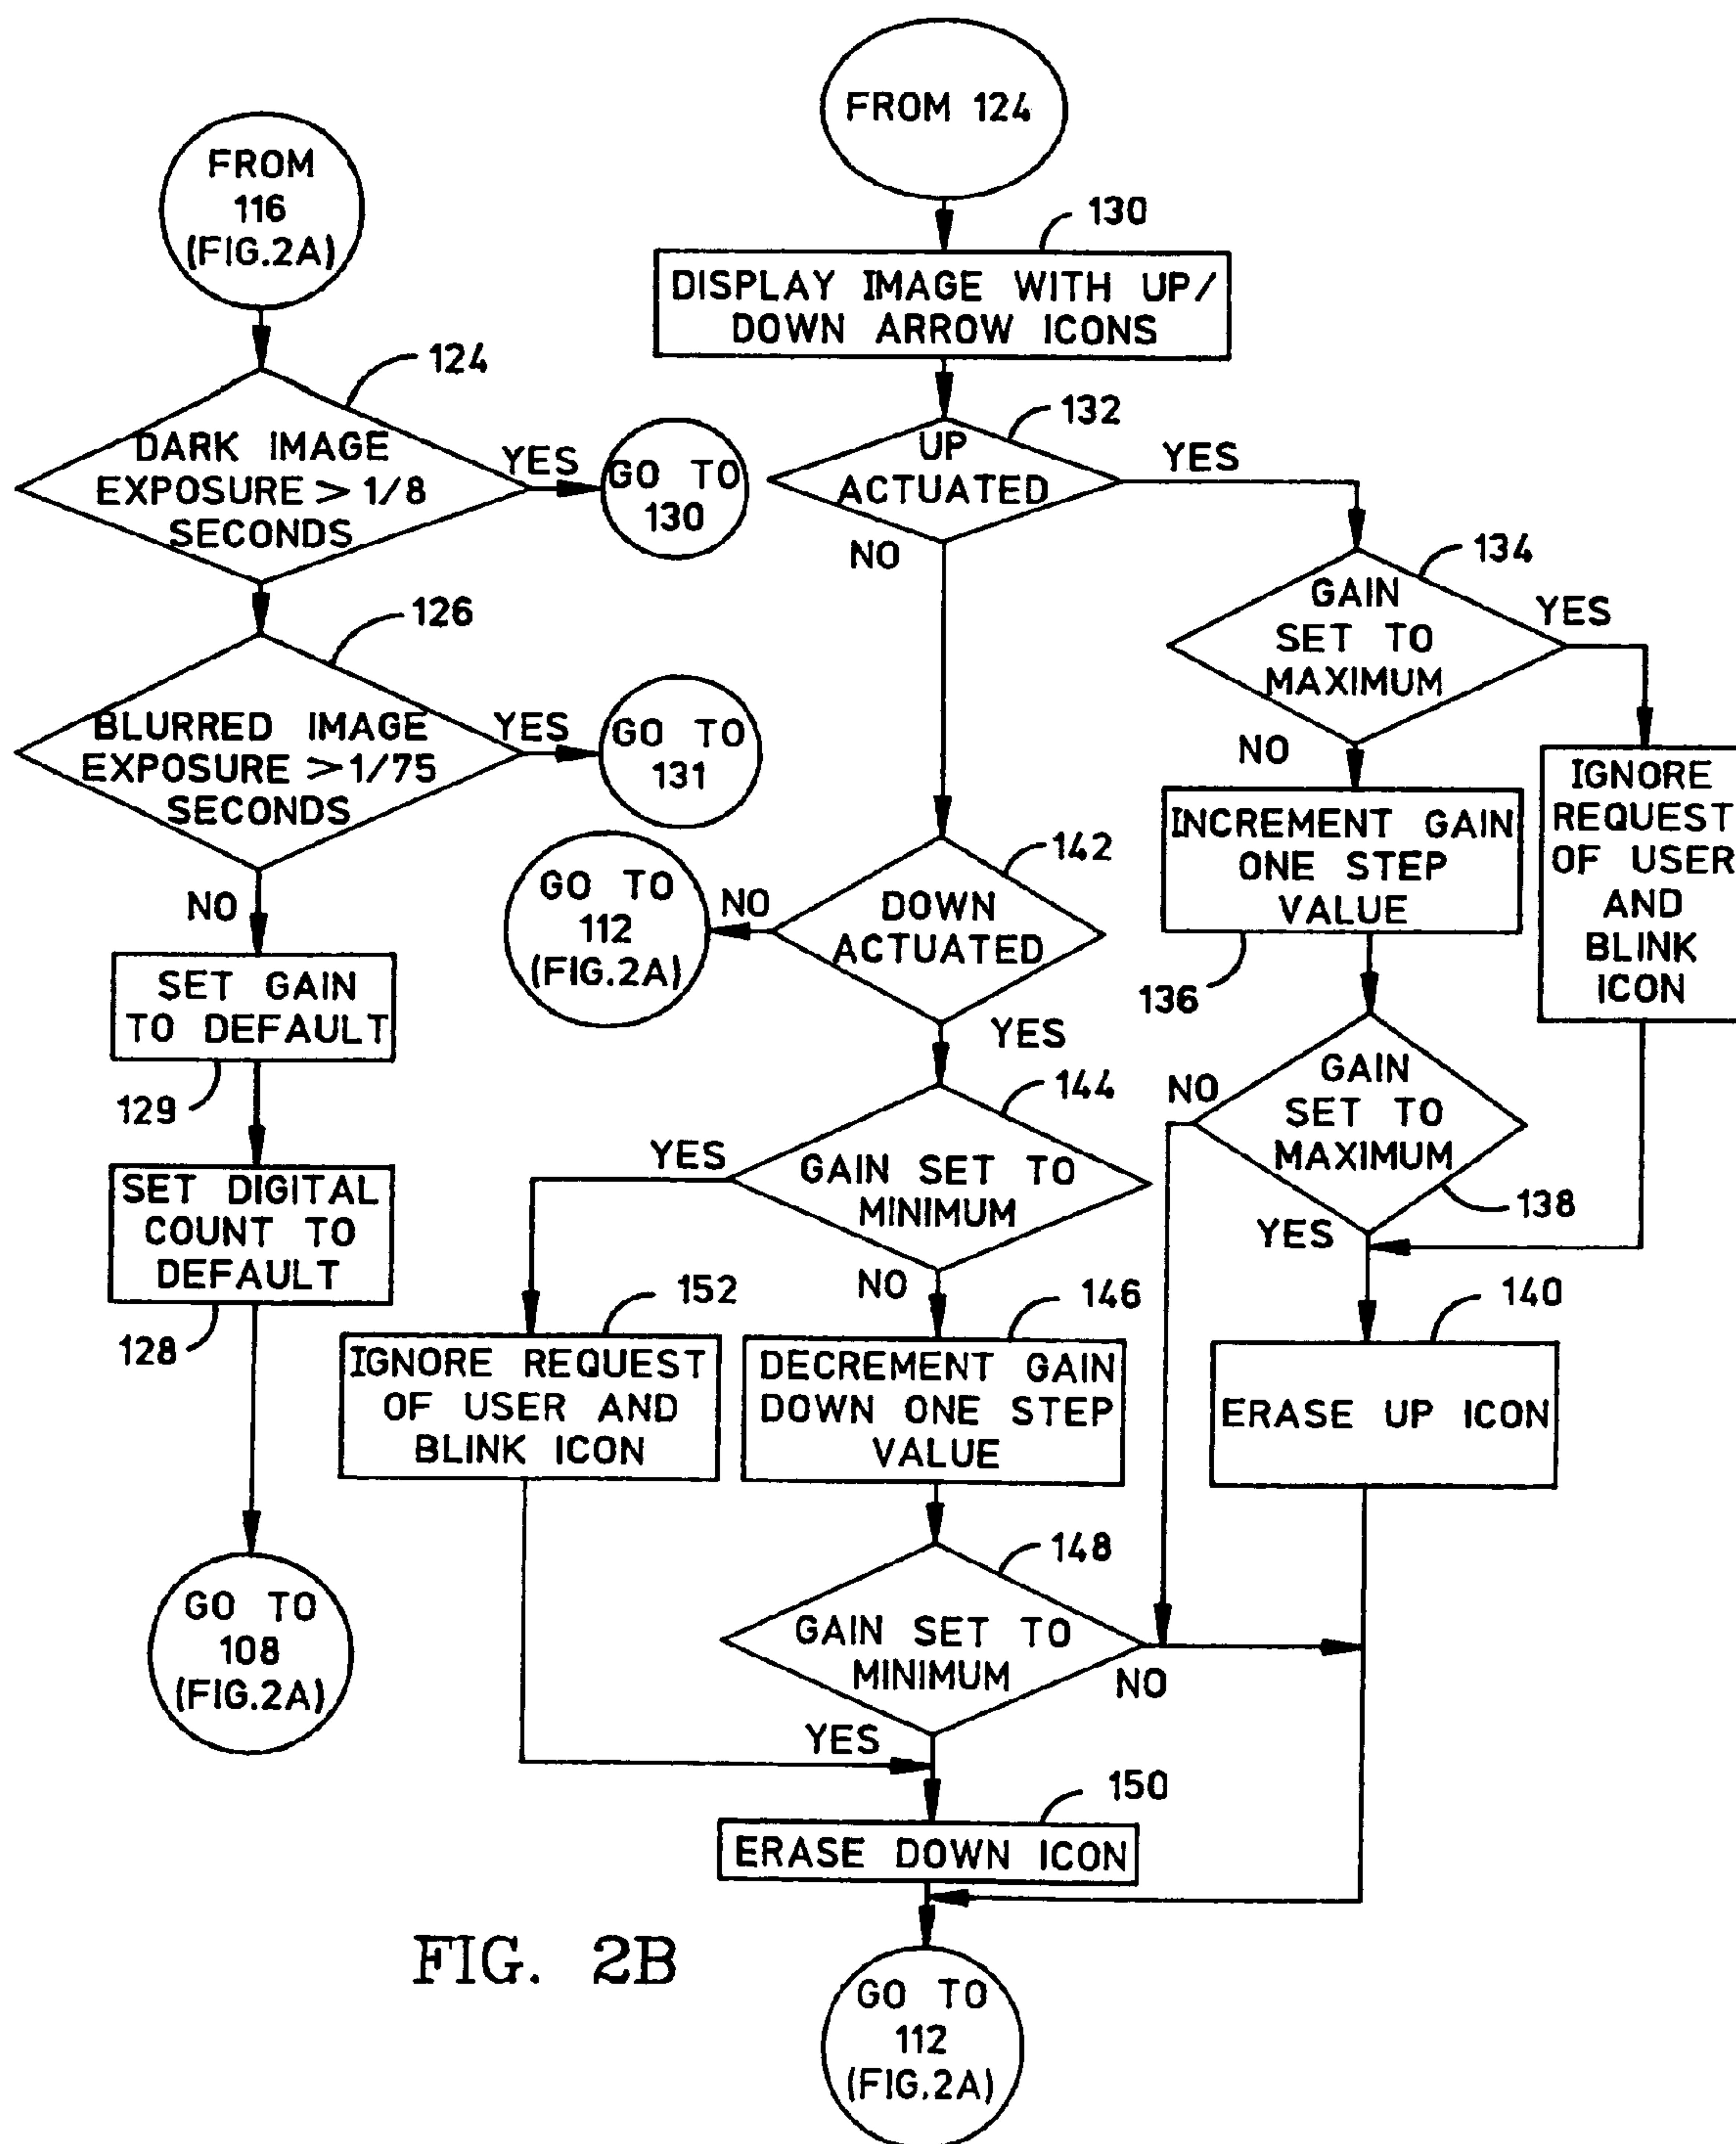 FROM
116
(FIG.2A)
124
DARK IMAGE
EXPOSURE > 1/8
SECONDS
YES
GO TO
130
126
BLURRED IMAGE
EXPOSURE > 1/75
SECONDS
YES
GO TO
131
NO
SET GAIN
TO DEFAULT
129
SET DIGITAL
COUNT TO
DEFAULT
128
GO TO
108
(FIG.2A)
FROM 124
130
DISPLAY IMAGE WITH UP/
DOWN ARROW ICONS
132
UP
ACTUATED
YES
NO
134
GAIN
SET TO
MAXIMUM
YES
NO
IGNORE
REQUEST
OF USER
AND
BLINK
ICON
INCREMENT GAIN
ONE STEP
VALUE
136
GAIN
SET TO
MAXIMUM
NO
138
YES
140
ERASE UP ICON
142
DOWN
ACTUATED
NO
GO TO
112
(FIG.2A)
YES
144
GAIN SET TO
MINIMUM
YES
NO
152
IGNORE REQUEST
OF USER AND
BLINK ICON
146
DECREMENT GAIN
DOWN ONE STEP
VALUE
148
GAIN SET TO
MINIMUM
NO
YES
150
ERASE DOWN ICON
GO TO
112
(FIG.2A)
FIG. 2B